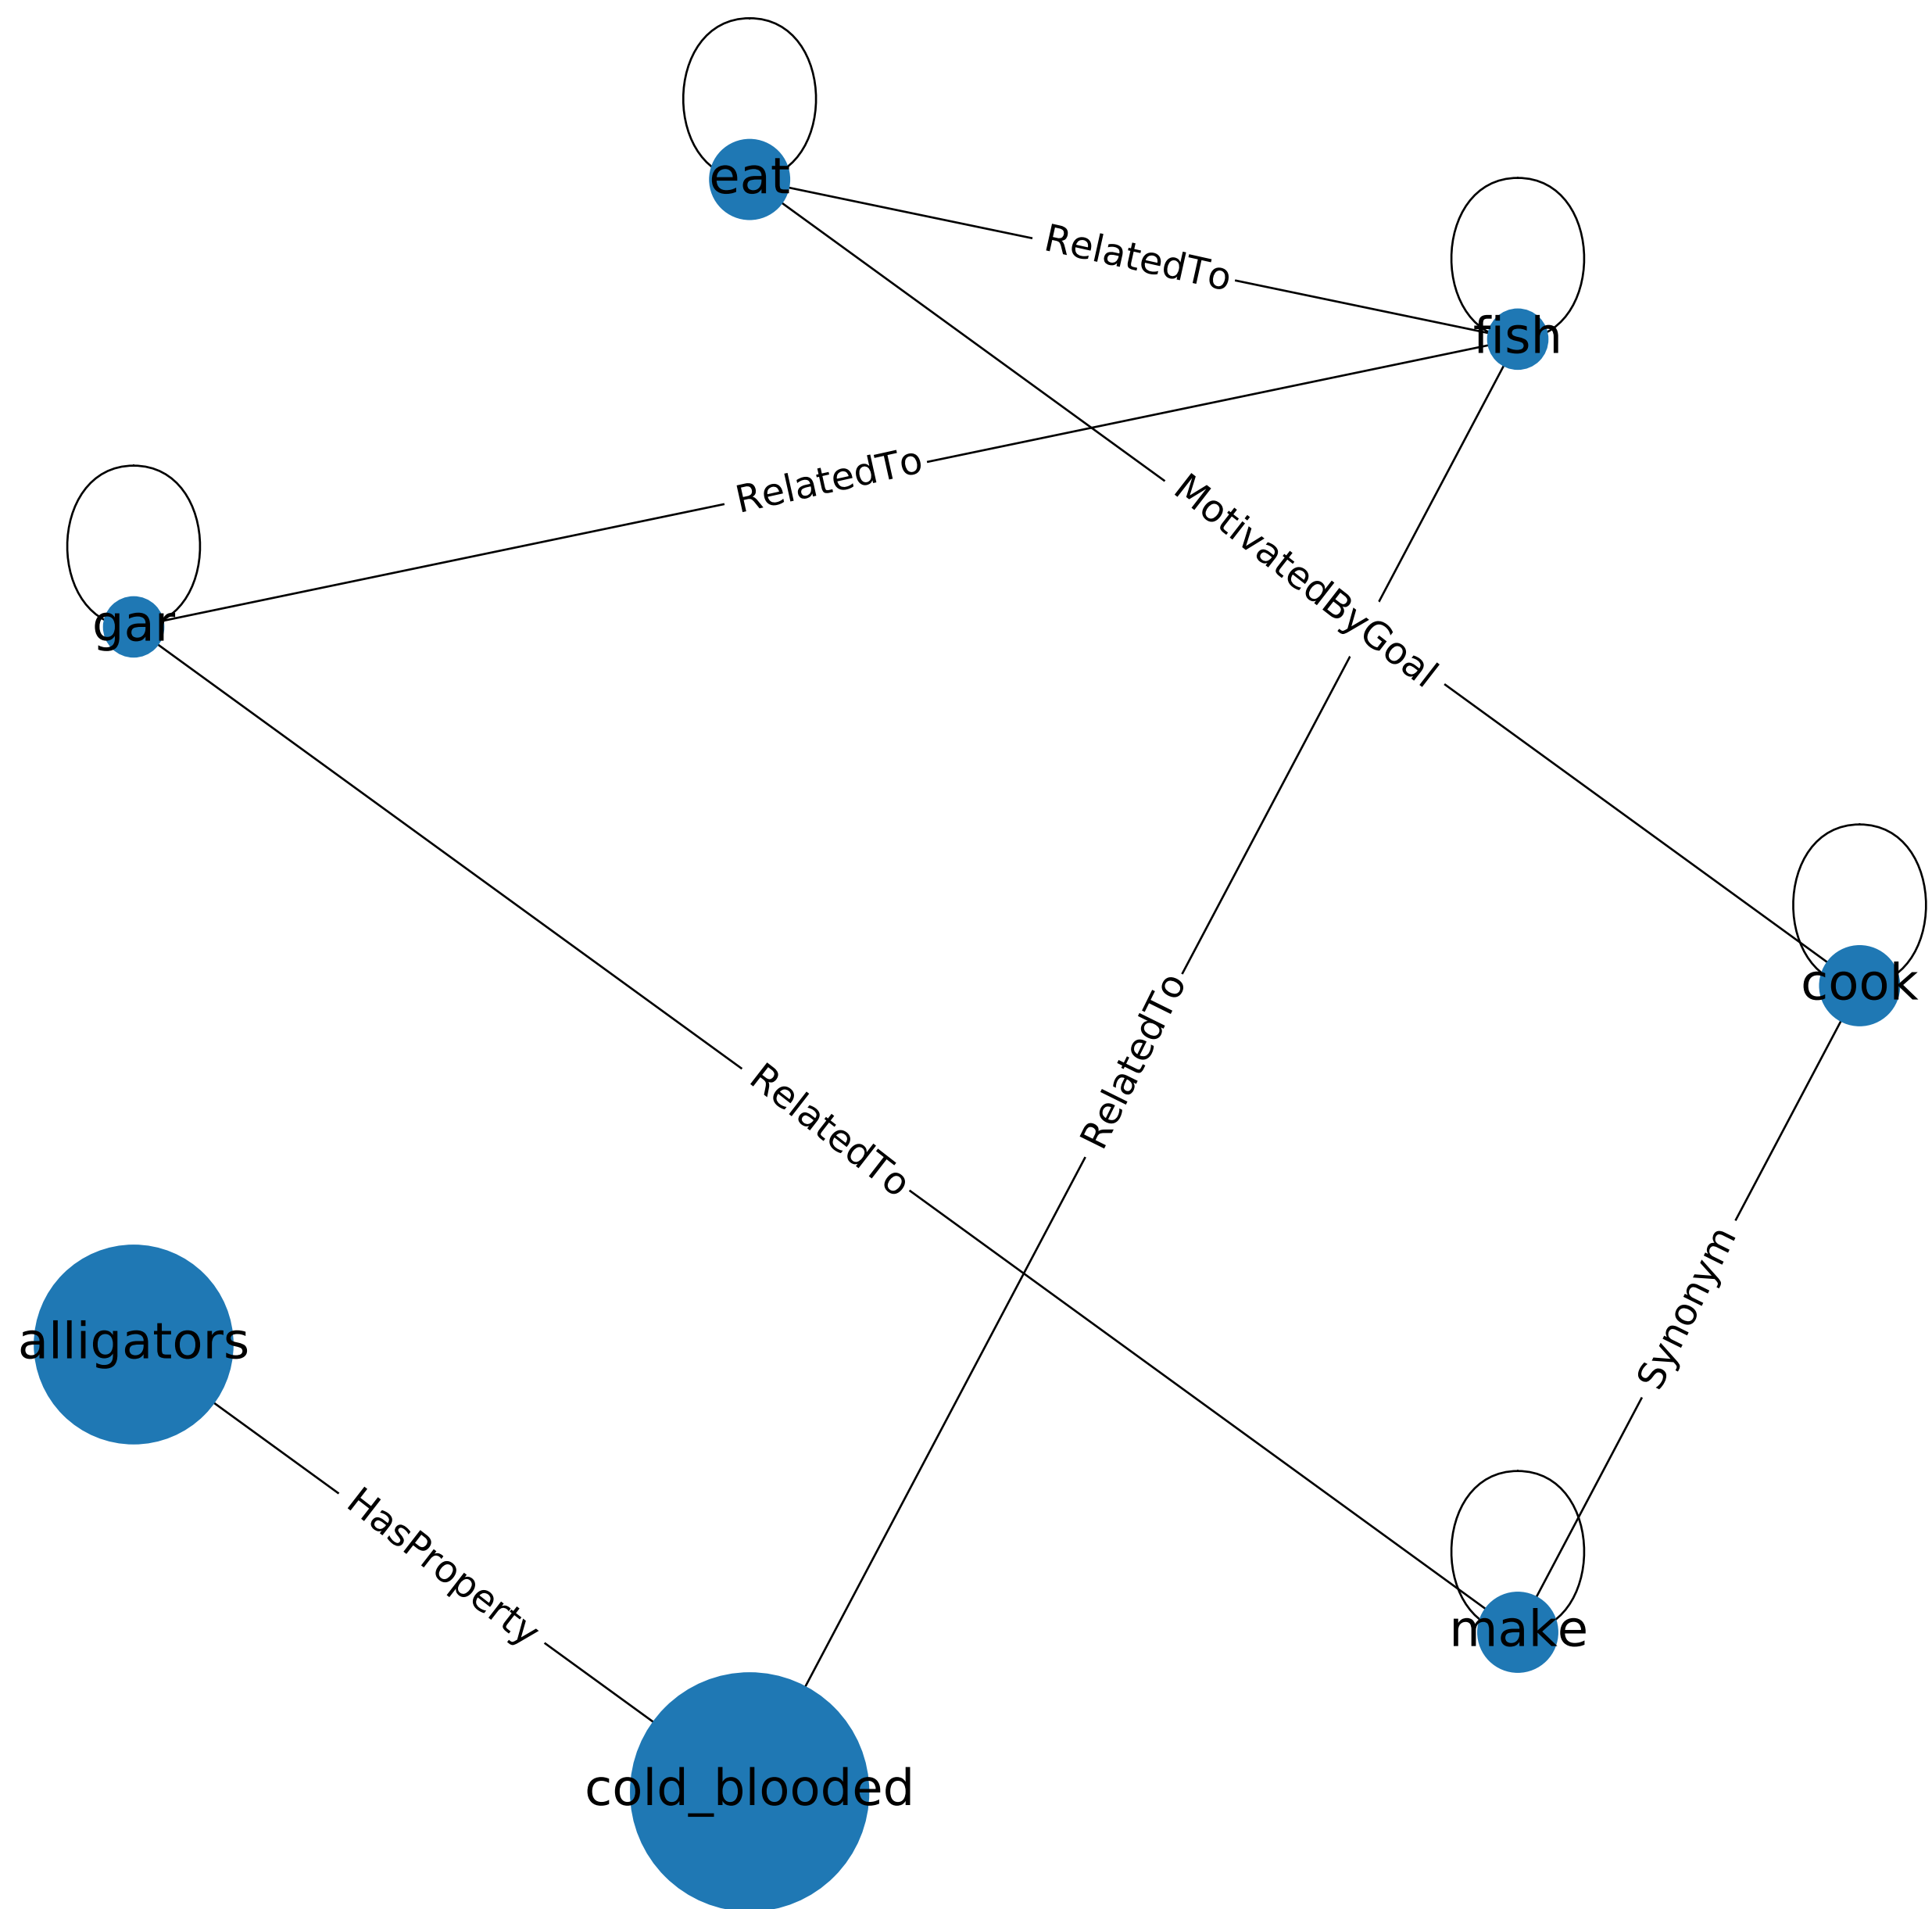 eat
RelatedTo
fish
RelatedTo
MotivatedByGoal
gar
cook
RelatedTo
RelatedTo
Synonym
alligators
HasProperty
make
cold_blooded